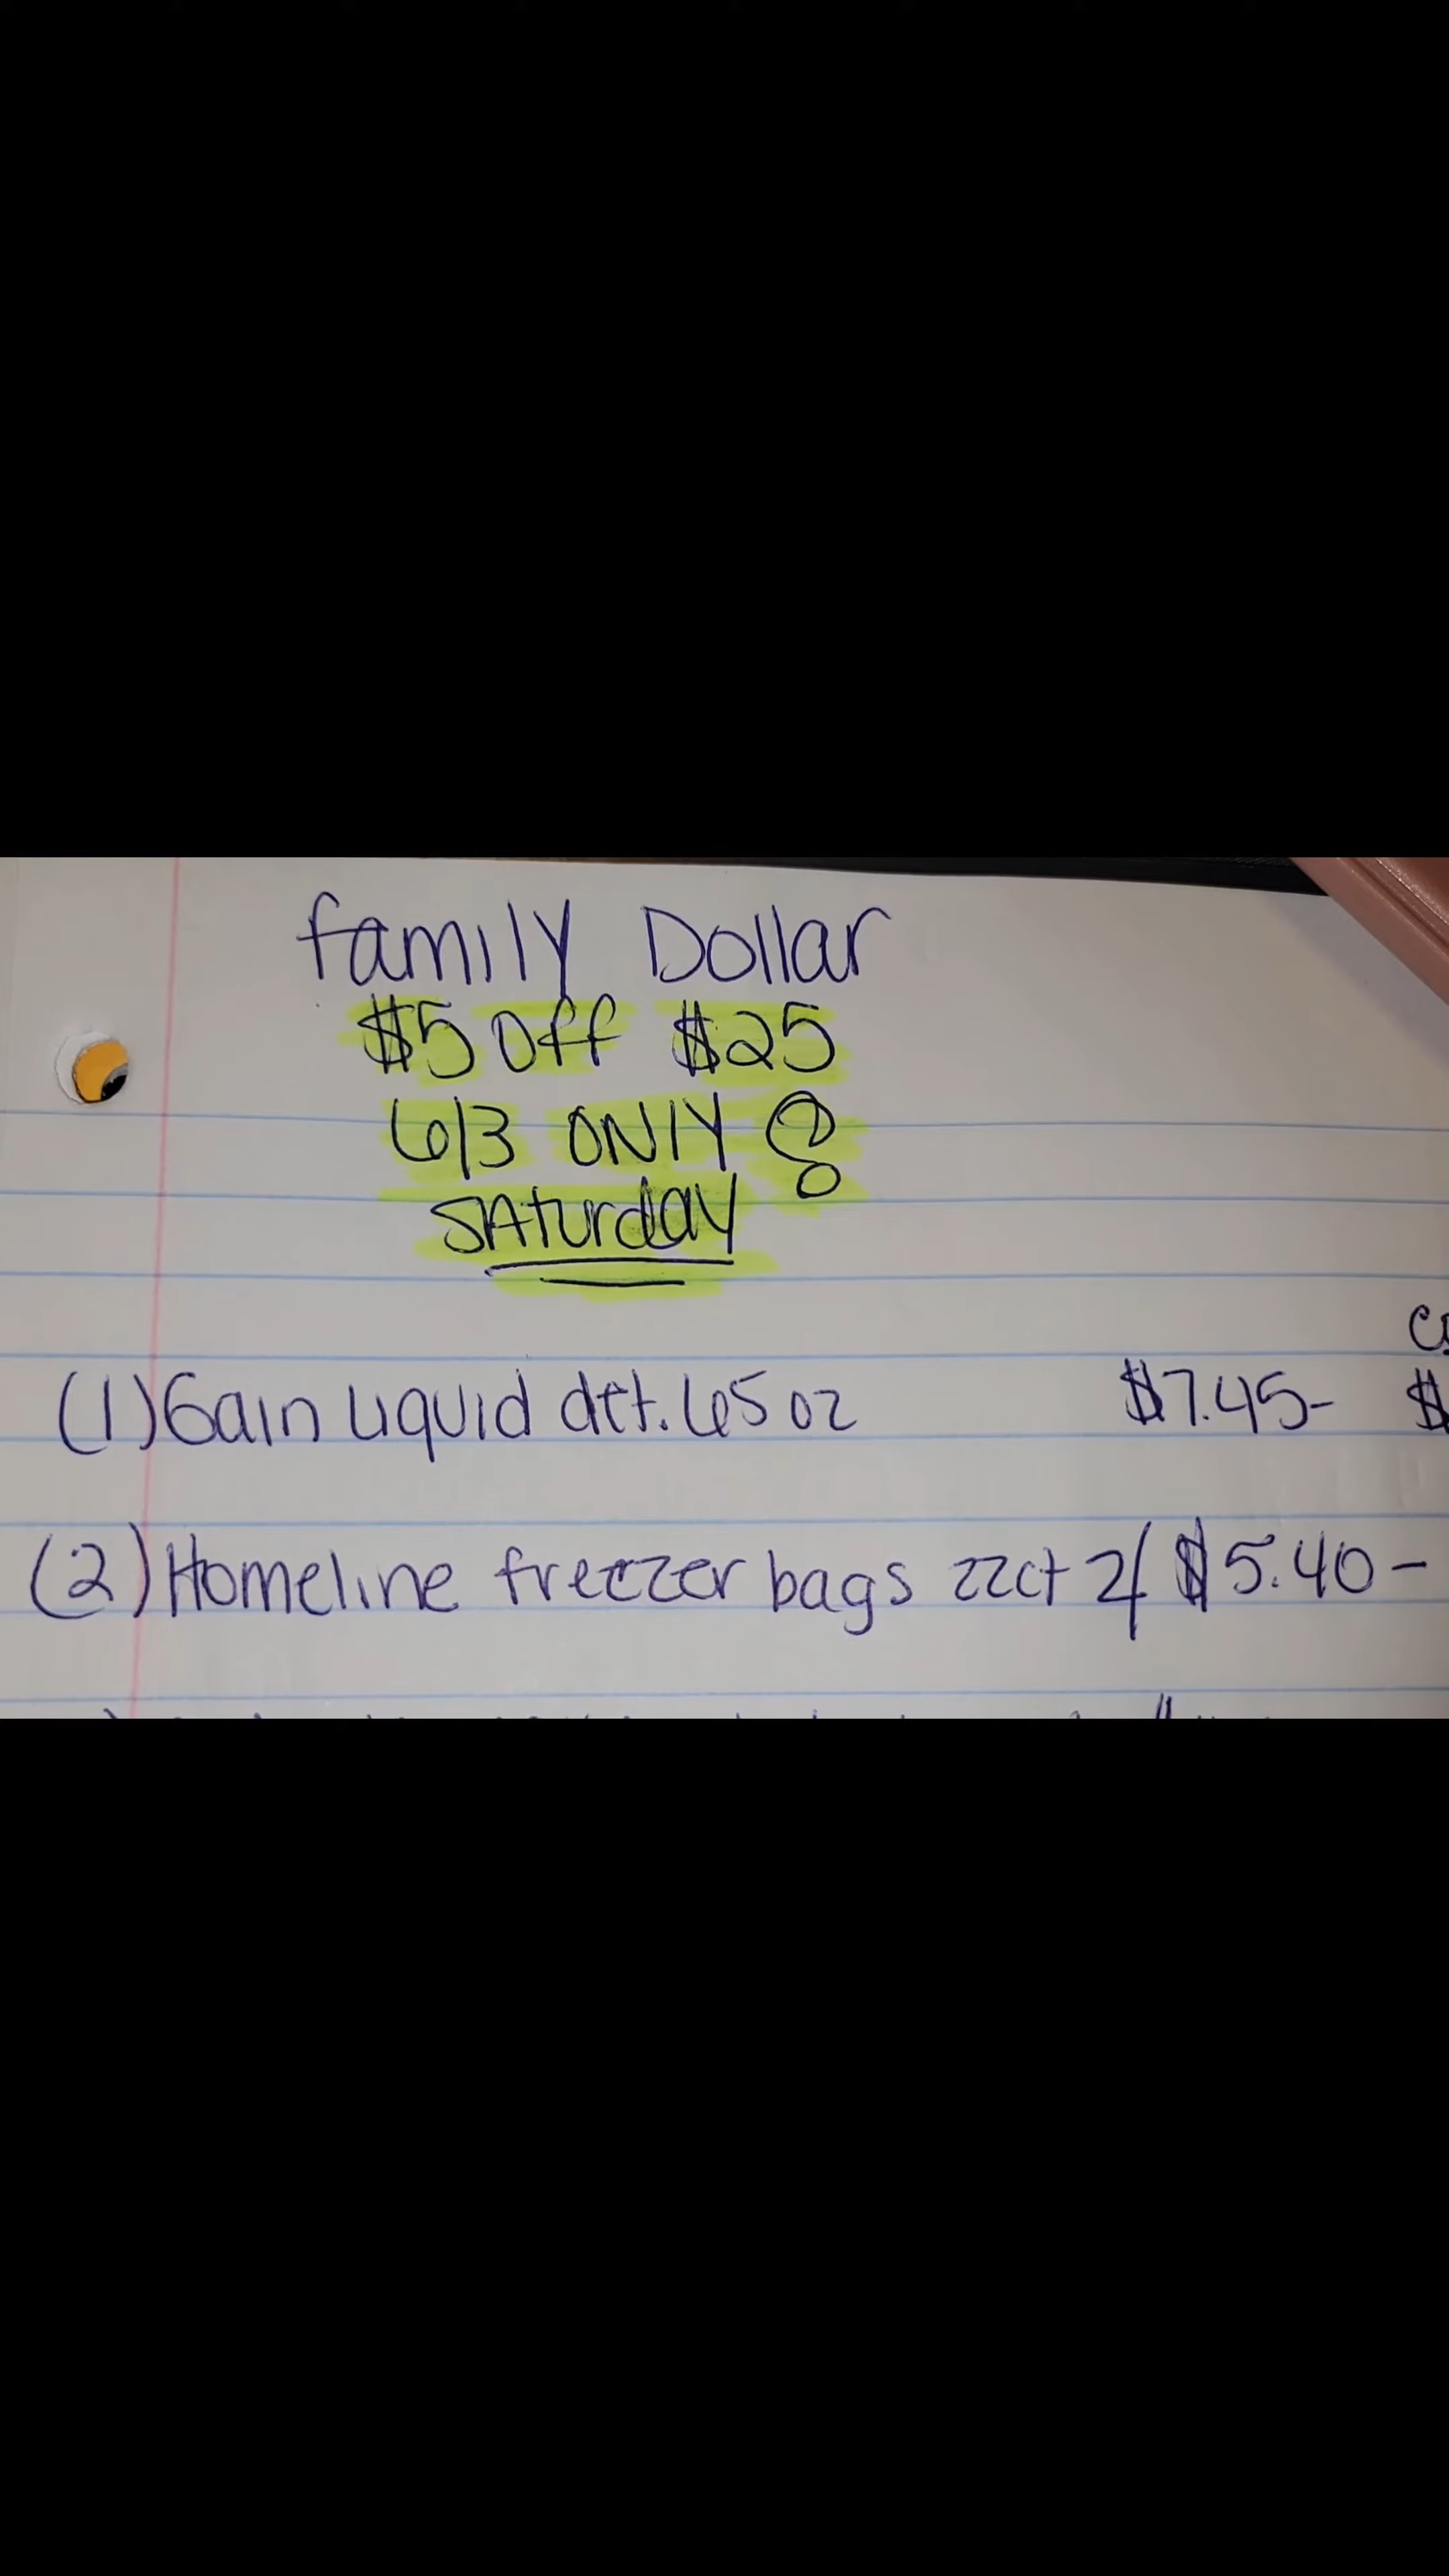 Family Dollar
$5 Off $25
6/3 ONLY
SAturday
(1) Gain Liquid det. 65 oz $7.45-
(2) Homeline freezer bags 22ct 2/ $5.40-